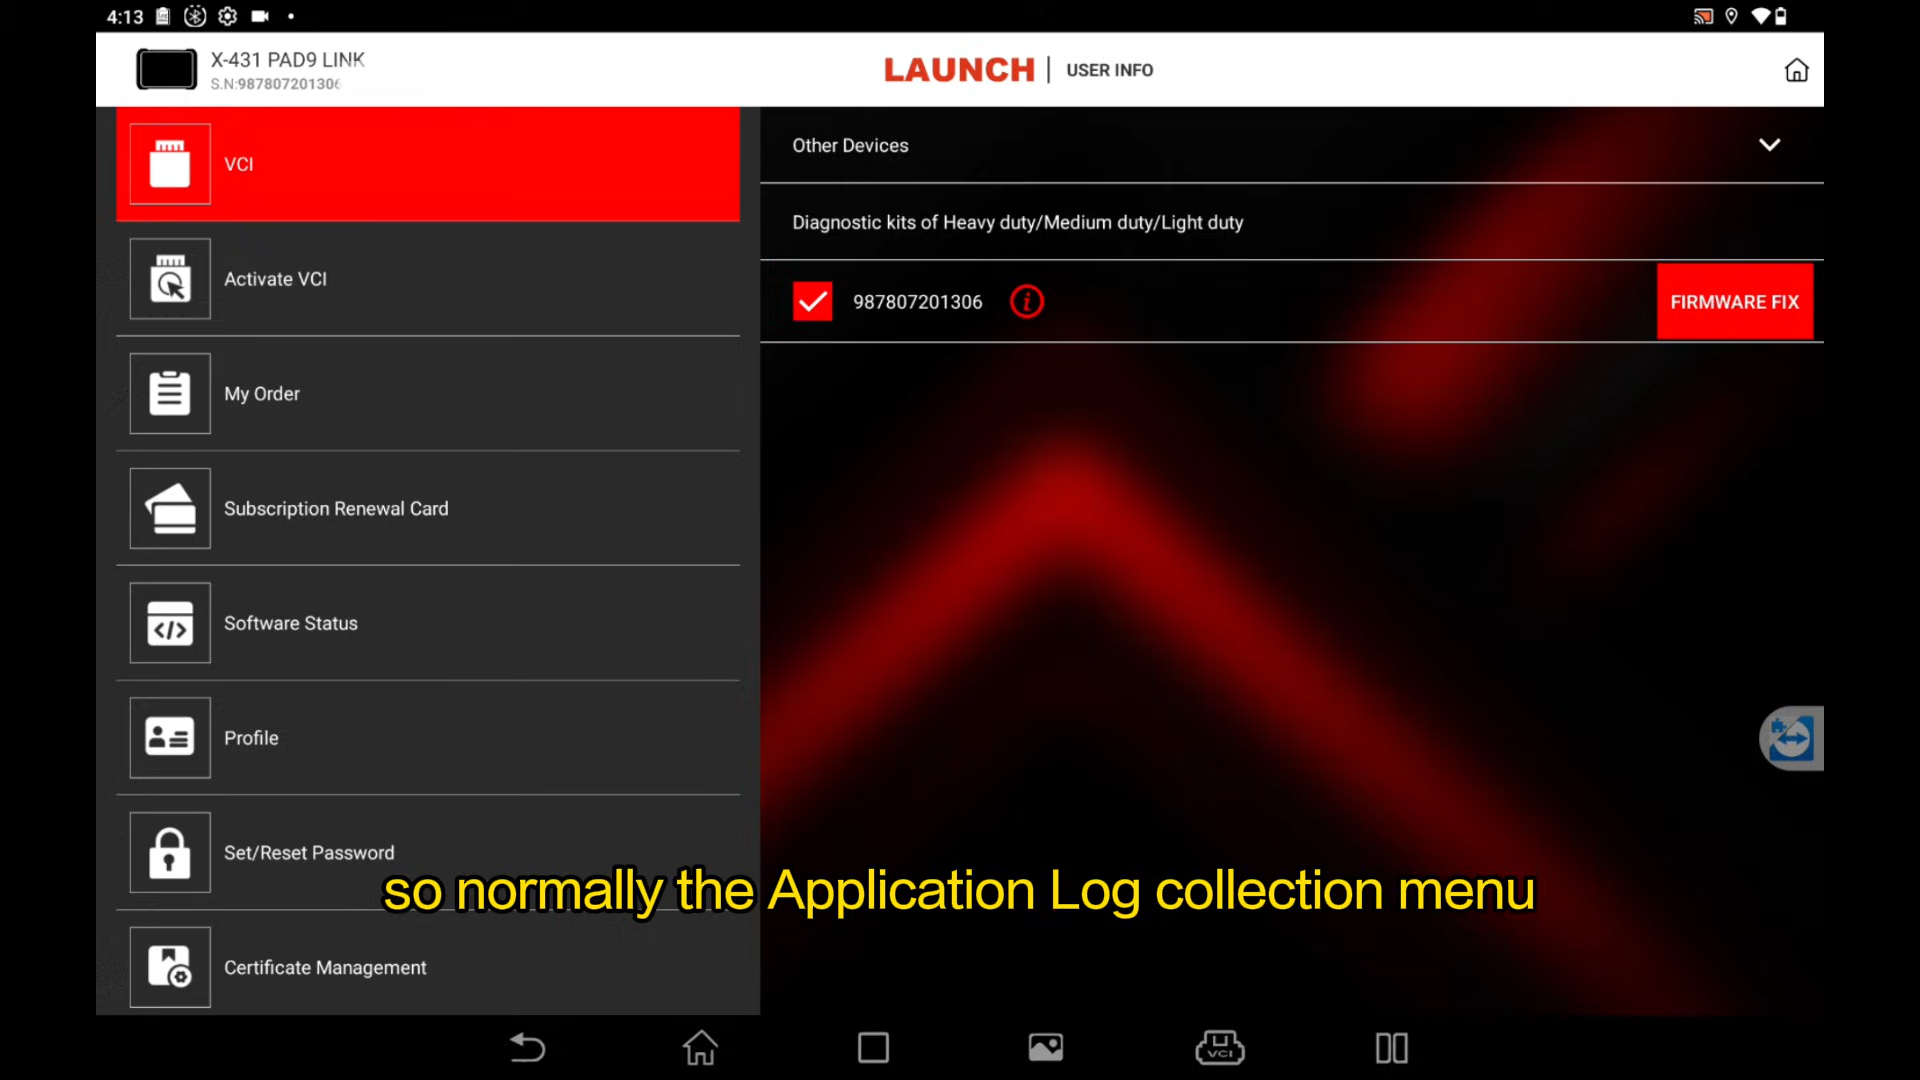 4:13
X-431 PAD9 LINK
S.N:98780720130
LAUNCH | USER INFO
VCI
Activate VCI
My Order
Subscription Renewal Card
Software Status
Profile
Set/Reset Password
Certificate Management
Other Devices
Diagnostic kits of Heavy duty/Medium duty/Light duty
987807201306
FIRMWARE FIX
so normally the Application Log collection menu
VCI